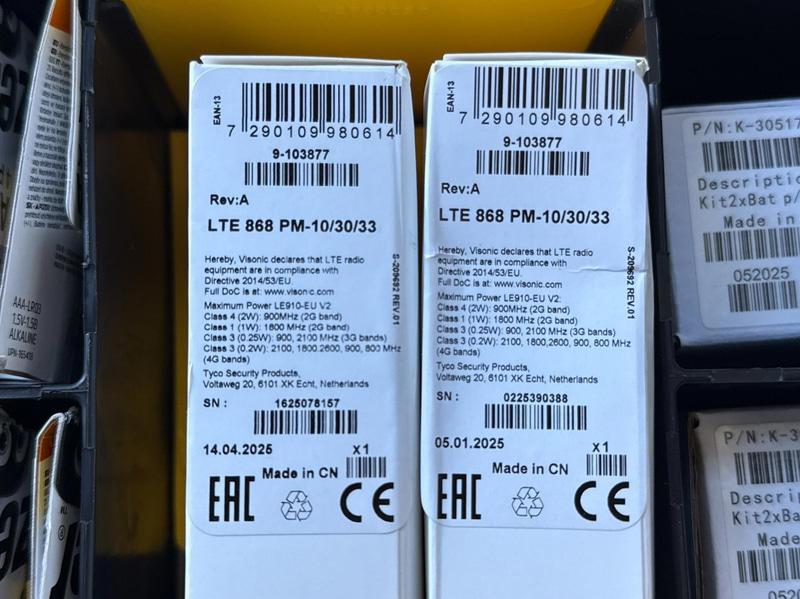 EAN-13
7 290109 980614
9-103877
Rev:A
LTE 868 PM-10/30/33
Hereby, Visonic declares that LTE radio
equipment are in compliance with
Directive 2014/53/EU.
Full DoC is at: www.visonic.com
S-209692 REV.01
Maximum Power LE910-EU V2:
Class 4 (2W): 900MHz (2G band)
Class 1 (1W): 1800 MHz (2G band)
Class 3 (0.25W): 900, 2100 MHz (3G bands)
Class 3 (0.2W): 2100, 1800,2600, 900, 800 MHz
(4G bands)
Tyco Security Products,
Voltaweg 20, 6101 XK Echt, Netherlands
SN : 1625078157
14.04.2025 x1
Made in CN
EAC CE
EAN-13
7 290109 980614
9-103877
Rev:A
LTE 868 PM-10/30/33
Hereby, Visonic declares that LTE radio
equipment are in compliance with
Directive 2014/53/EU.
Full DoC is at: www.visonic.com
S-209692 REV.01
Maximum Power LE910-EU V2:
Class 4 (2W): 900MHz (2G band)
Class 1 (1W): 1800 MHz (2G band)
Class 3 (0.25W): 900, 2100 MHz (3G bands)
Class 3 (0.2W): 2100, 1800,2600, 900, 800 MHz
(4G bands)
Tyco Security Products,
Voltaweg 20, 6101 XK Echt, Netherlands
SN : 0225390388
05.01.2025 x1
Made in CN
EAC CE
P/N:K-30517
Descriptio
Kit2xBat p/
Made in
052025
P/N:K-3
Descrip
Kit2xBa
Made
0520
AAA-LR03
1.5V-1.5B
ALKALINE